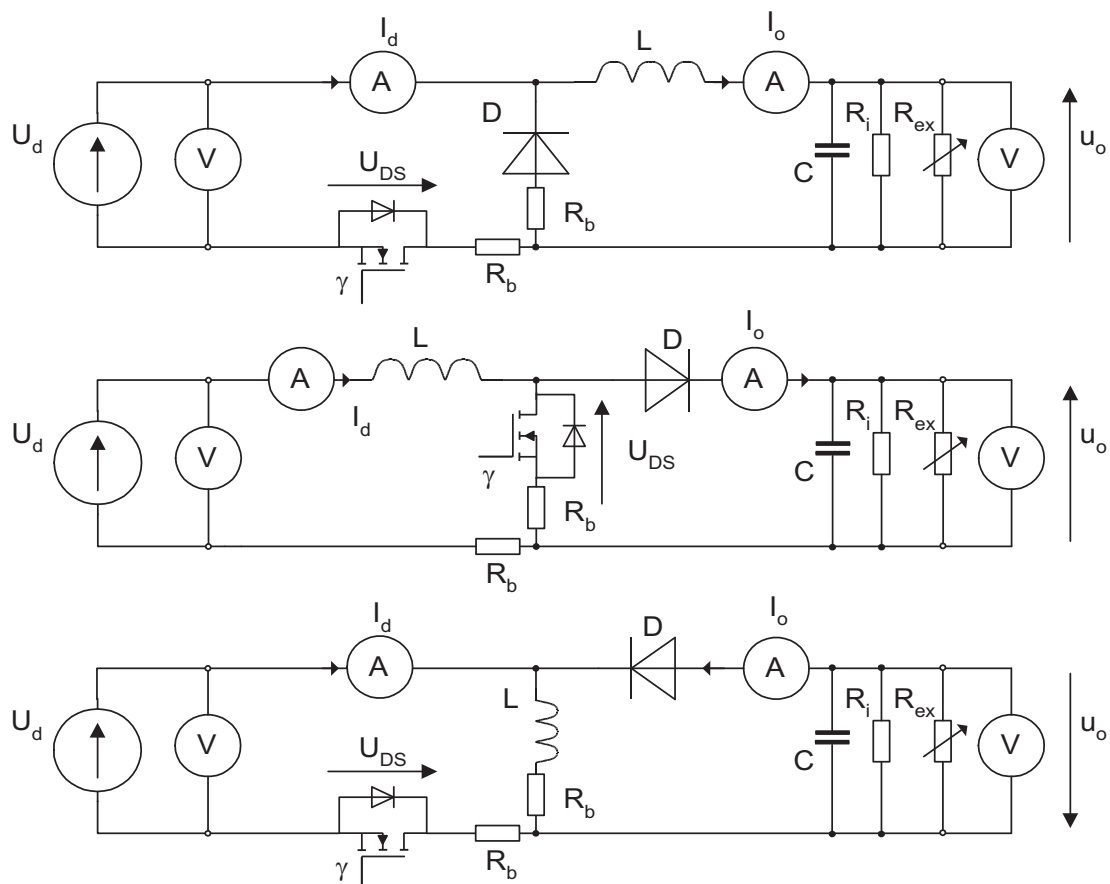 I_d
I_o
L
A
A
D
R_i
R_ex
U_d
V
U_DS
C
V
u_o
R_b
γ
R_b
L
D
I_o
A
A
I_d
R_i
R_ex
U_d
V
U_DS
C
V
u_o
γ
R_b
R_b
I_d
D
I_o
A
A
L
R_i
R_ex
U_d
V
U_DS
C
V
u_o
R_b
γ
R_b